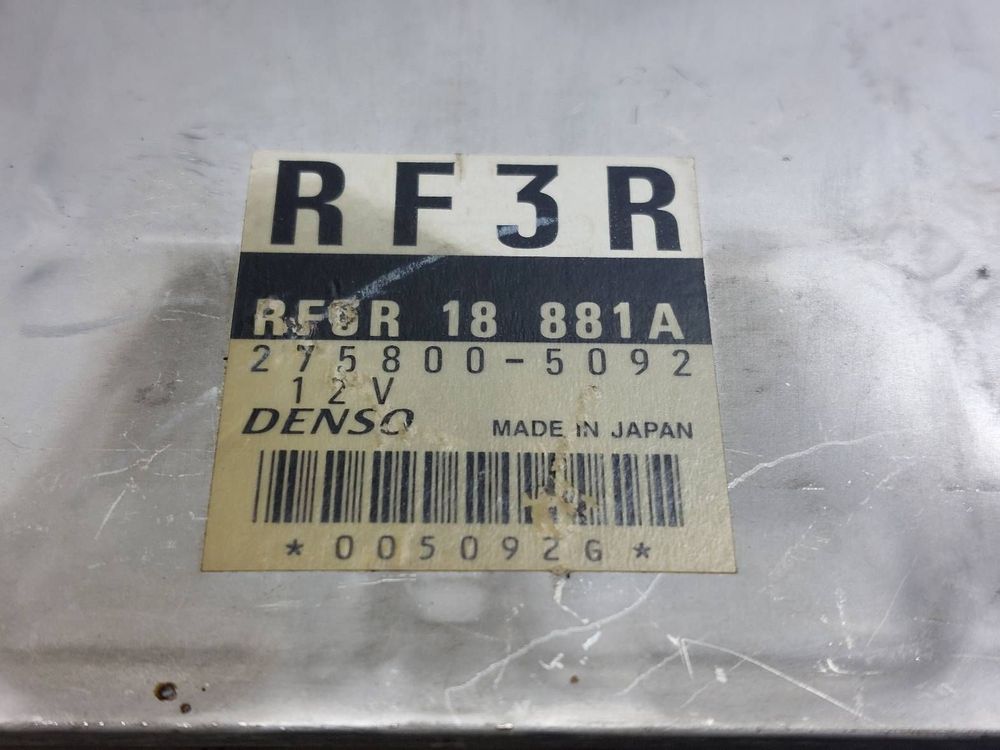 RF3R
RF3R 18 881A
275800-5092
12V
DENSO MADE IN JAPAN
*005092G*